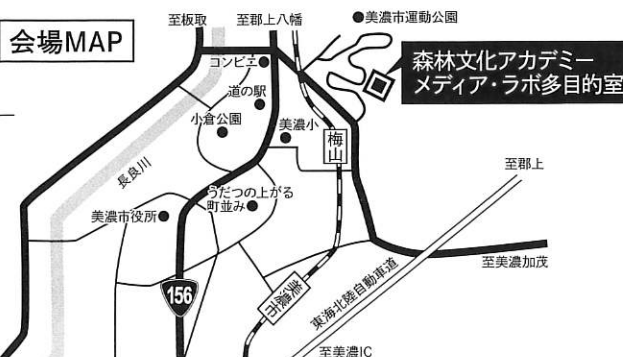 会場MAP
至板取
至郡上八幡
美濃市運動公園
コンビニ
森林文化アカデミー
メディア・ラボ多目的室
道の駅
小倉公園
美濃小
梅山
長良川
至郡上
うだつの上がる
町並み
美濃市役所
至美濃加茂
156
美濃市
東海北陸自動車道
至美濃IC